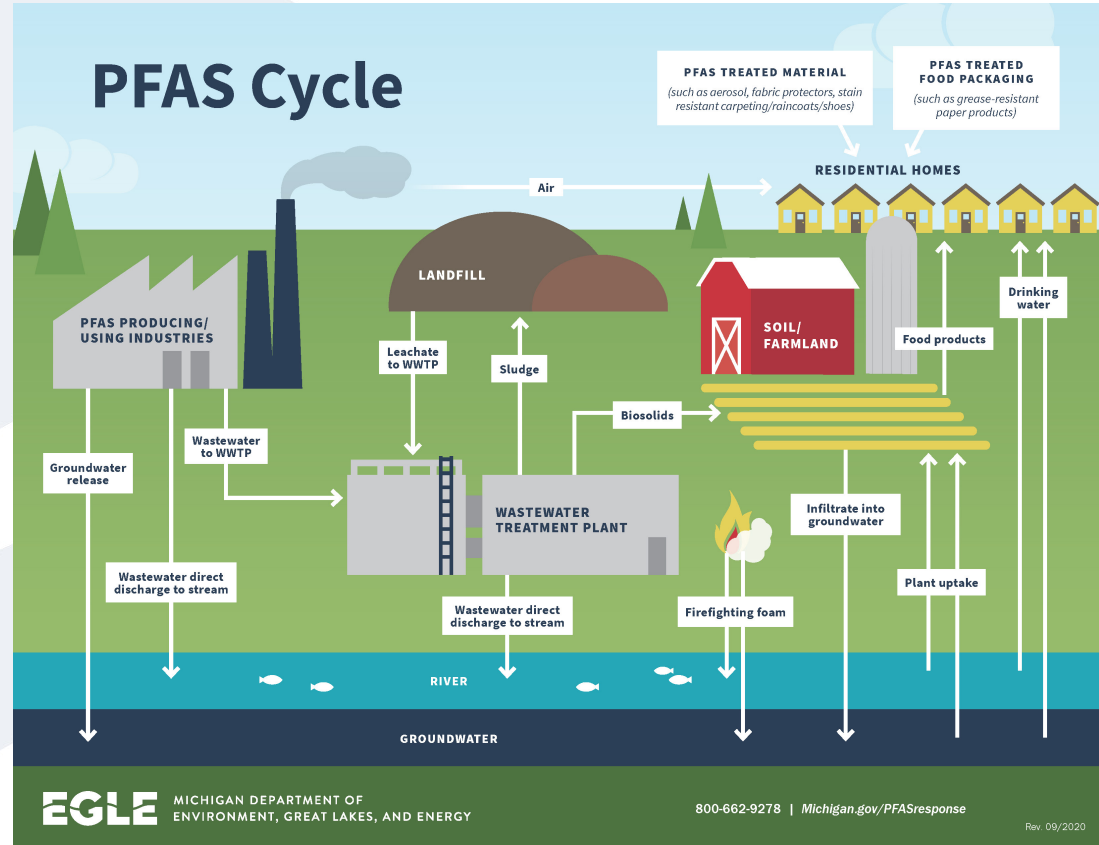 PFAS Cycle
PFAS TREATED MATERIAL
(such as aerosol, fabric protectors, stain
resistant carpeting/raincoats/shoes)
PFAS TREATED
FOOD PACKAGING
(such as grease-resistant
paper products)
RESIDENTIAL HOMES
Air
LANDFILL
PFAS PRODUCING/
USING INDUSTRIES
SOIL/
FARMLAND
Drinking
water
Food products
Leachate
to WWTP
Sludge
Biosolids
Wastewater
to WWTP
Groundwater
release
WASTEWATER
TREATMENT PLANT
Infiltrate into
groundwater
Wastewater direct
discharge to stream
Wastewater direct
discharge to stream
Firefighting foam
Plant uptake
RIVER
GROUNDWATER
EGLE
MICHIGAN DEPARTMENT OF
ENVIRONMENT, GREAT LAKES, AND ENERGY
800-662-9278 | Michigan.gov/PFASresponse
Rev. 09/2020